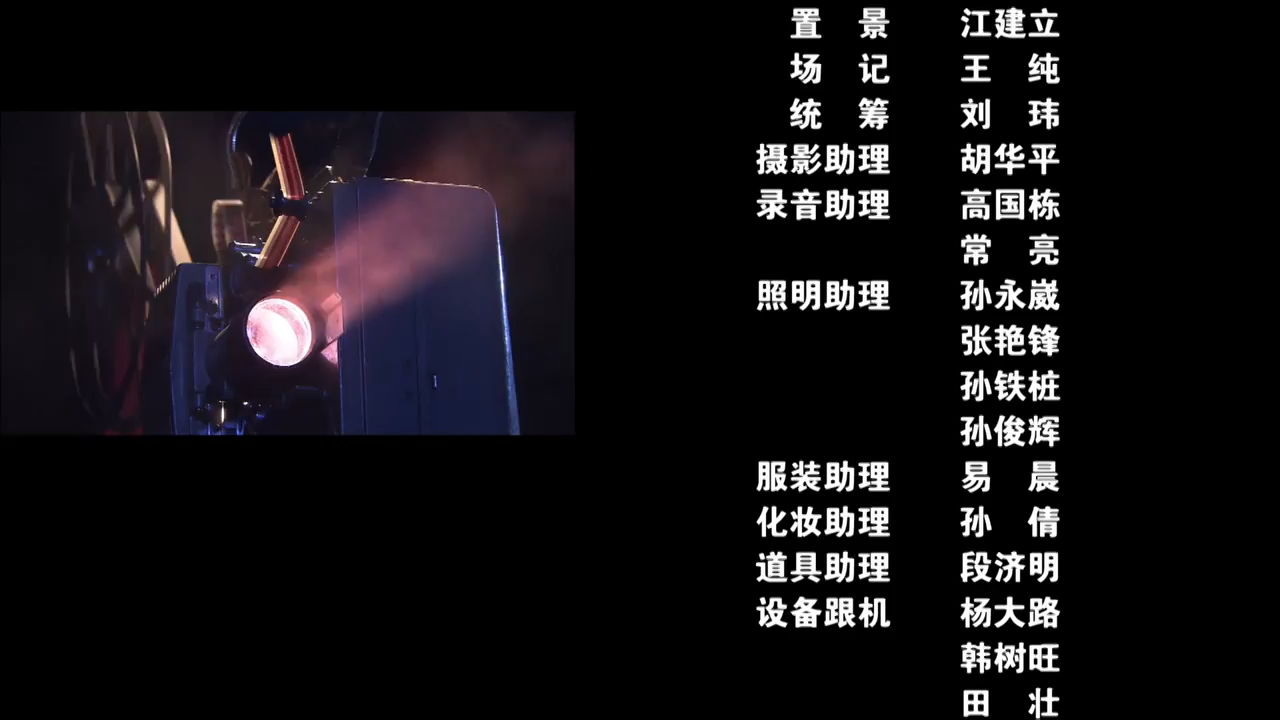 置 景 江建立
场 记 王 纯
统 筹 刘 玮
摄影助理 胡华平
录音助理 高国栋
常 亮
照明助理 孙永崴
张艳锋
孙铁桩
孙俊辉
服装助理 易 晨
化妆助理 孙 倩
道具助理 段济明
设备跟机 杨大路
韩树旺
田 壮